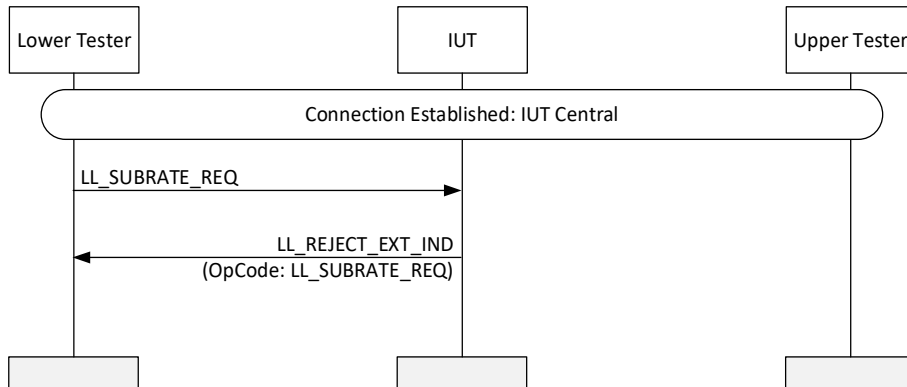 Lower Tester
IUT
Upper Tester
Connection Established: IUT Central
LL_SUBRATE_REQ
LL_REJECT_EXT_IND
(OpCode: LL_SUBRATE_REQ)